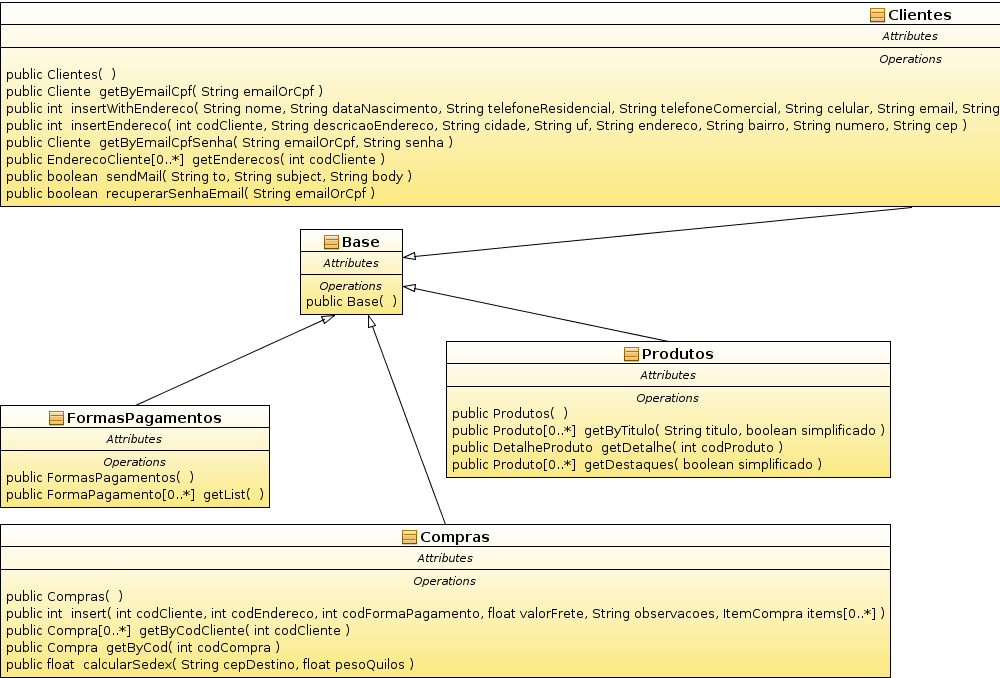 Clientes
Attributes
Operations
public Clientes(  )
public Cliente  getByEmailCpf( String emailOrCpf )
public int  insertWithEndereco( String nome, String dataNascimento, String telefoneResidencial, String telefoneComercial, String celular, String email, String
public int  insertEndereco( int codCliente, String descricaoEndereco, String cidade, String uf, String endereco, String bairro, String numero, String cep )
public Cliente  getByEmailCpfSenha( String emailOrCpf, String senha )
public EnderecoCliente[0..*]  getEnderecos( int codCliente )
public boolean  sendMail( String to, String subject, String body )
public boolean  recuperarSenhaEmail( String emailOrCpf )
Base
Attributes
Operations
public Base(  )
Produtos
Attributes
Operations
public Produtos(  )
public Produto[0..*]  getByTitulo( String titulo, boolean simplificado )
public DetalheProduto  getDetalhe( int codProduto )
public Produto[0..*]  getDestaques( boolean simplificado )
FormasPagamentos
Attributes
Operations
public FormasPagamentos(  )
public FormaPagamento[0..*]  getList(  )
Compras
Attributes
Operations
public Compras(  )
public int  insert( int codCliente, int codEndereco, int codFormaPagamento, float valorFrete, String observacoes, ItemCompra items[0..*] )
public Compra[0..*]  getByCodCliente( int codCliente )
public Compra  getByCod( int codCompra )
public float  calcularSedex( String cepDestino, float pesoQuilos )